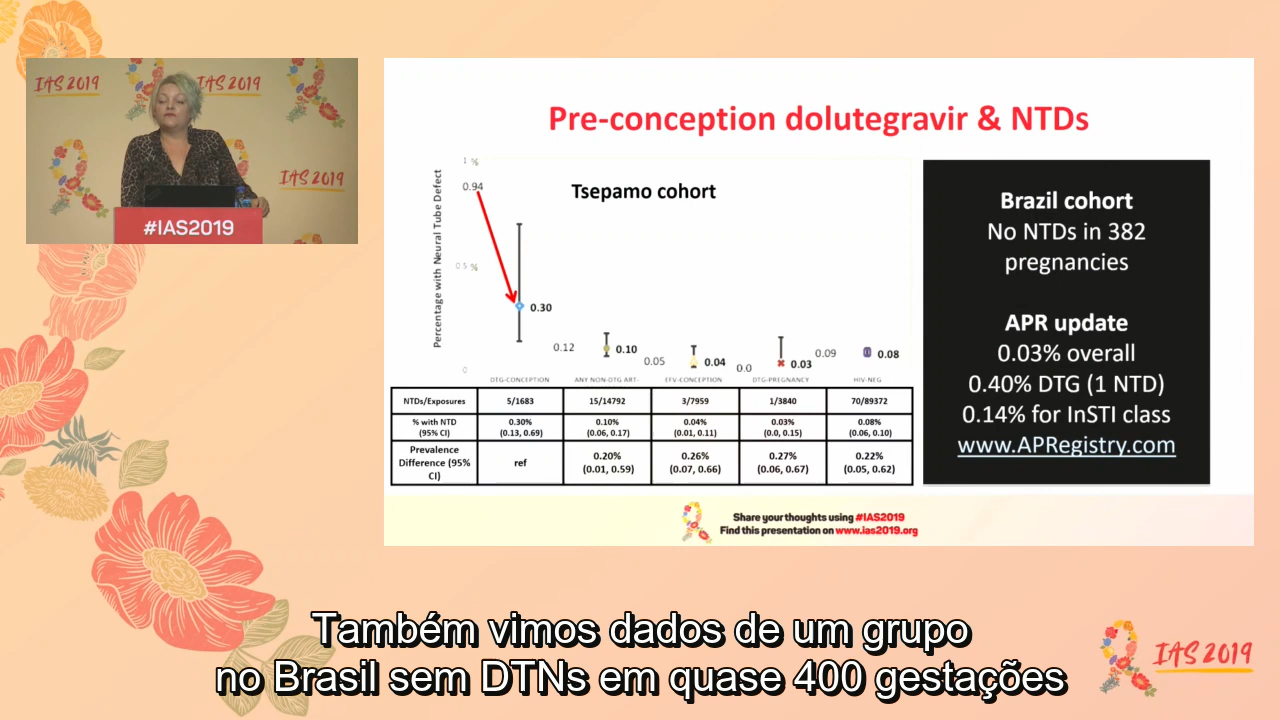 IAS 2019
IAS 2019
IAS 2019
#IAS2019
Pre-conception dolutegravir & NTDs
Tsepamo cohort
Percentage with Neural Tube Defect
1 %
0.94
0.5 %
0
0.30
0.12
0.10
0.05
0.04
0.0
0.03
0.09
0.08
DTG-CONCEPTION
ANY NON-DTG ART-
EFV-CONCEPTION
DTG-PREGNANCY
HIV-NEG
NTDs/Exposures 5/1683 15/14792 3/7959 1/3840 70/89372
% with NTD (95% CI) 0.30% (0.13, 0.69) 0.10% (0.06, 0.17) 0.04% (0.01, 0.11) 0.03% (0.0, 0.15) 0.08% (0.06, 0.10)
Prevalence Difference (95% CI) ref 0.20% (0.01, 0.59) 0.26% (0.07, 0.66) 0.27% (0.06, 0.67) 0.22% (0.05, 0.62)
Brazil cohort
No NTDs in 382
pregnancies
APR update
0.03% overall
0.40% DTG (1 NTD)
0.14% for InSTI class
www.APRegistry.com
Share your thoughts using #IAS2019
Find this presentation on www.ias2019.org
Também vimos dados de um grupo
no Brasil sem DTNs em quase 400 gestações
IAS 2019